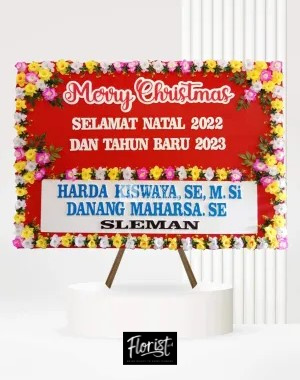 Merry Christmas
SELAMAT NATAL 2022
DAN TAHUN BARU 2023
HARDA KISWAYA, SE, M. Si
DANANG MAHARSA. SE
SLEMAN
Florist